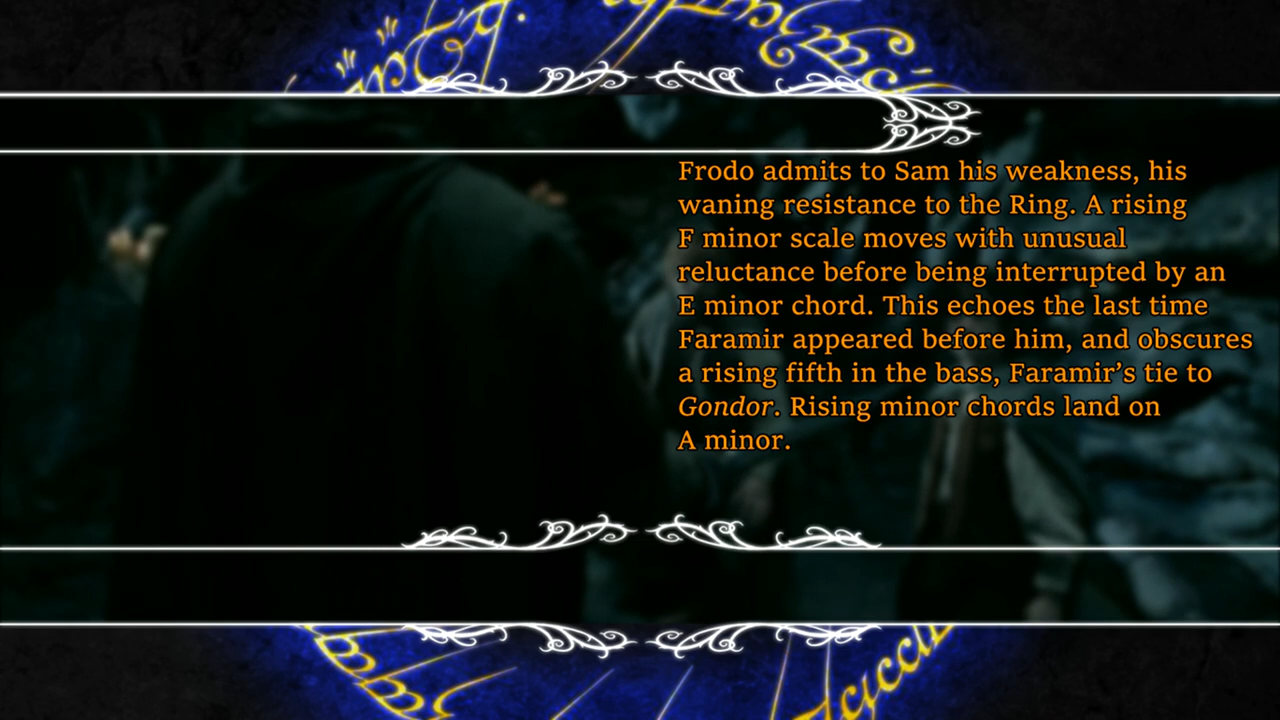 Frodo admits to Sam his weakness, his
waning resistance to the Ring. A rising
F minor scale moves with unusual
reluctance before being interrupted by an
E minor chord. This echoes the last time
Faramir appeared before him, and obscures
a rising fifth in the bass, Faramir’s tie to
Gondor. Rising minor chords land on
A minor.